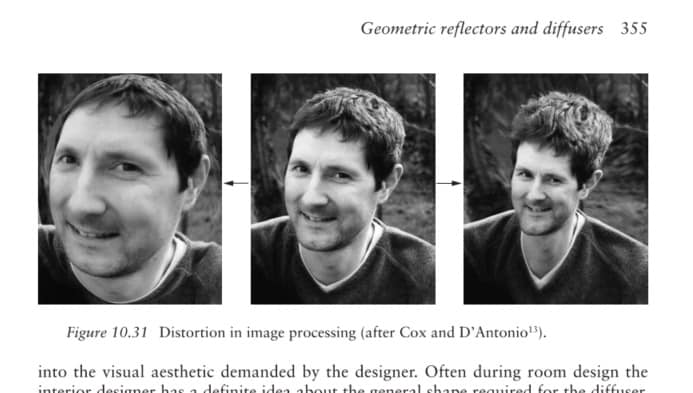 Geometric reflectors and diffusers 355
Figure 10.31 Distortion in image processing (after Cox and D'Antonio¹³).
into the visual aesthetic demanded by the designer. Often during room design the
interior designer has a definite idea about the general shape required for the diffuser.